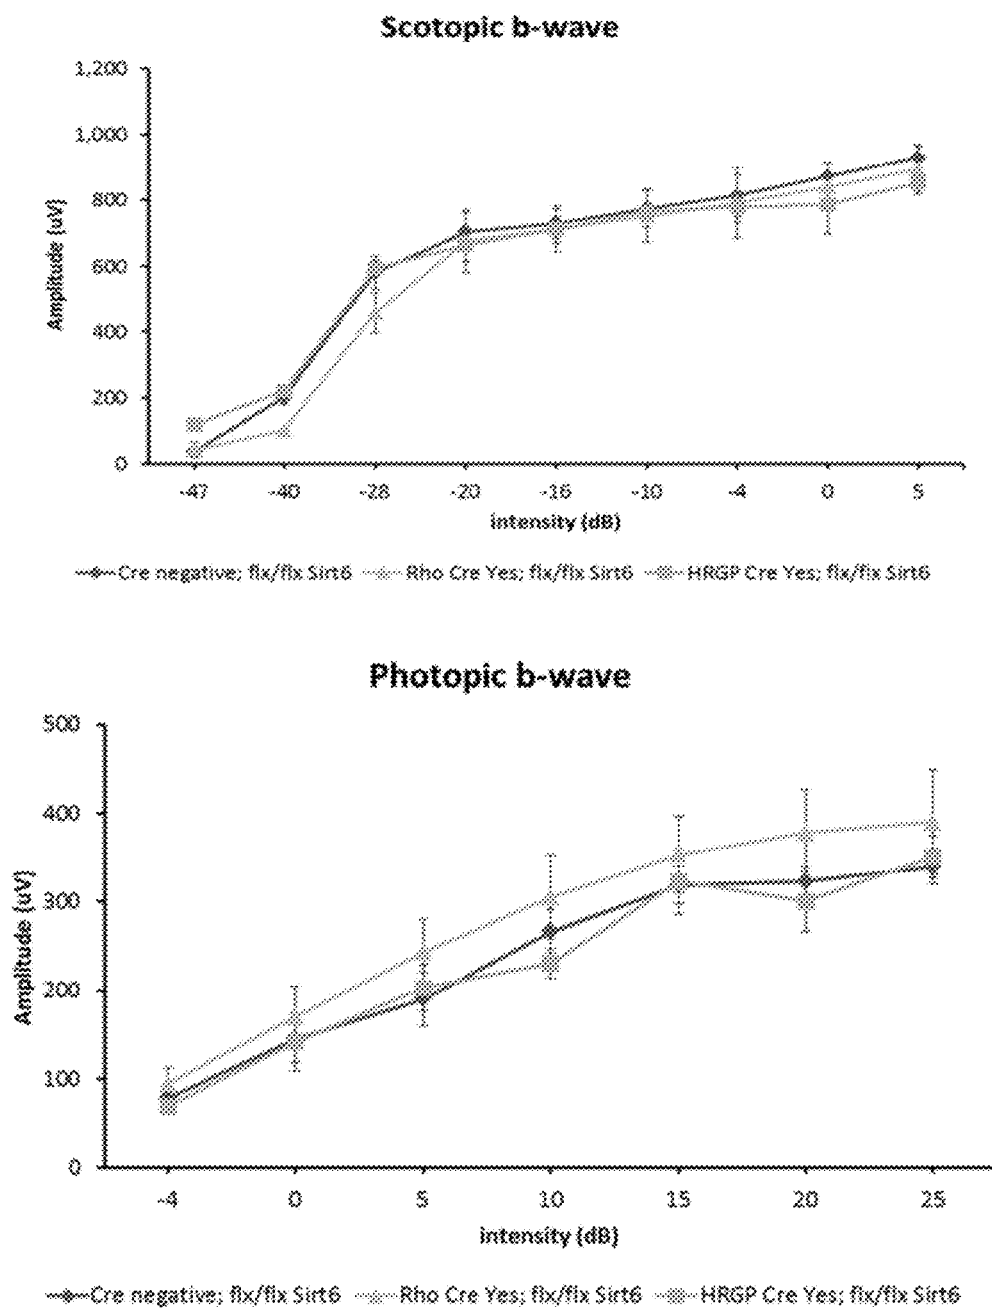 Scotopic b-wave
1,200
1,000
800
600
400
200
0
Amplitude (uV)
-47 -40 -28 -20 -16 -10 -4 0 5
intensity (dB)
Cre negative; flx/flx Sirt6 Rho Cre Yes; flx/flx Sirt6 HRGP Cre Yes; flx/flx Sirt6
Photopic b-wave
500
400
300
200
100
0
Amplitude (uV)
-4 0 5 10 15 20 25
intensity (dB)
Cre negative; flx/flx Sirt6 Rho Cre Yes; flx/flx Sirt6 HRGP Cre Yes; flx/flx Sirt6